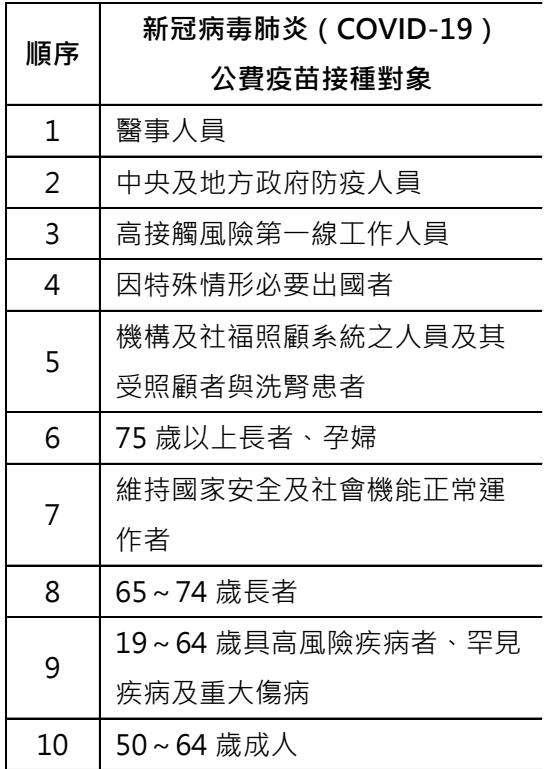 順序
新冠病毒肺炎(COVID-19)
公費疫苗接種對象
1 醫事人員
2 中央及地方政府防疫人員
3 高接觸風險第一線工作人員
4 因特殊情形必要出國者
5 機構及社福照顧系統之人員及其
受照顧者與洗腎患者
6 75 歲以上長者、孕婦
7 維持國家安全及社會機能正常運
作者
8 65~74 歲長者
9 19~64 歲具高風險疾病者、罕見
疾病及重大傷病
10 50~64 歲成人